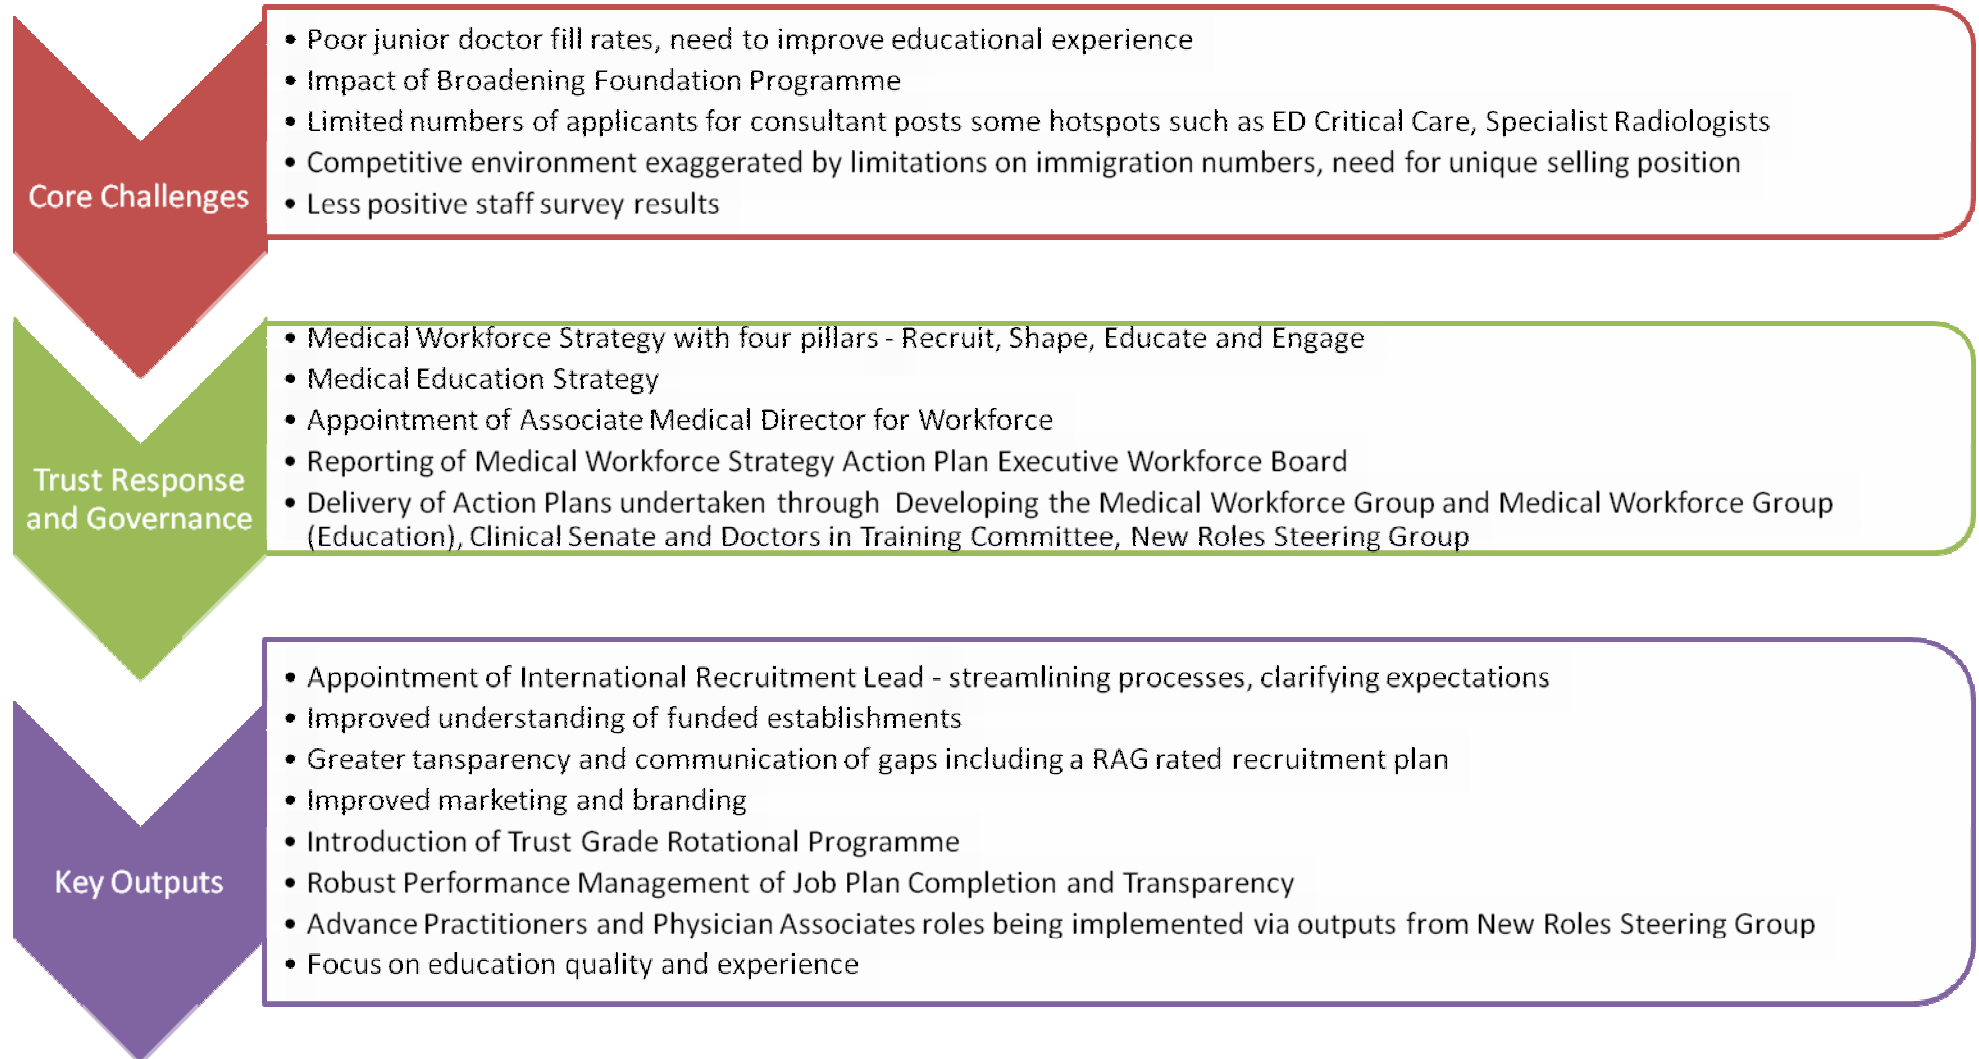 Core Challenges
• Poor junior doctor fill rates, need to improve educational experience
• Impact of Broadening Foundation Programme
• Limited numbers of applicants for consultant posts some hotspots such as ED Critical Care, Specialist Radiologists
• Competitive environment exaggerated by limitations on immigration numbers, need for unique selling position
• Less positive staff survey results
Trust Response
and Governance
• Medical Workforce Strategy with four pillars - Recruit, Shape, Educate and Engage
• Medical Education Strategy
• Appointment of Associate Medical Director for Workforce
• Reporting of Medical Workforce Strategy Action Plan Executive Workforce Board
• Delivery of Action Plans undertaken through Developing the Medical Workforce Group and Medical Workforce Group
(Education), Clinical Senate and Doctors in Training Committee, New Roles Steering Group
Key Outputs
• Appointment of International Recruitment Lead - streamlining processes, clarifying expectations
• Improved understanding of funded establishments
• Greater tansparency and communication of gaps including a RAG rated recruitment plan
• Improved marketing and branding
• Introduction of Trust Grade Rotational Programme
• Robust Performance Management of Job Plan Completion and Transparency
• Advance Practitioners and Physician Associates roles being implemented via outputs from New Roles Steering Group
• Focus on education quality and experience